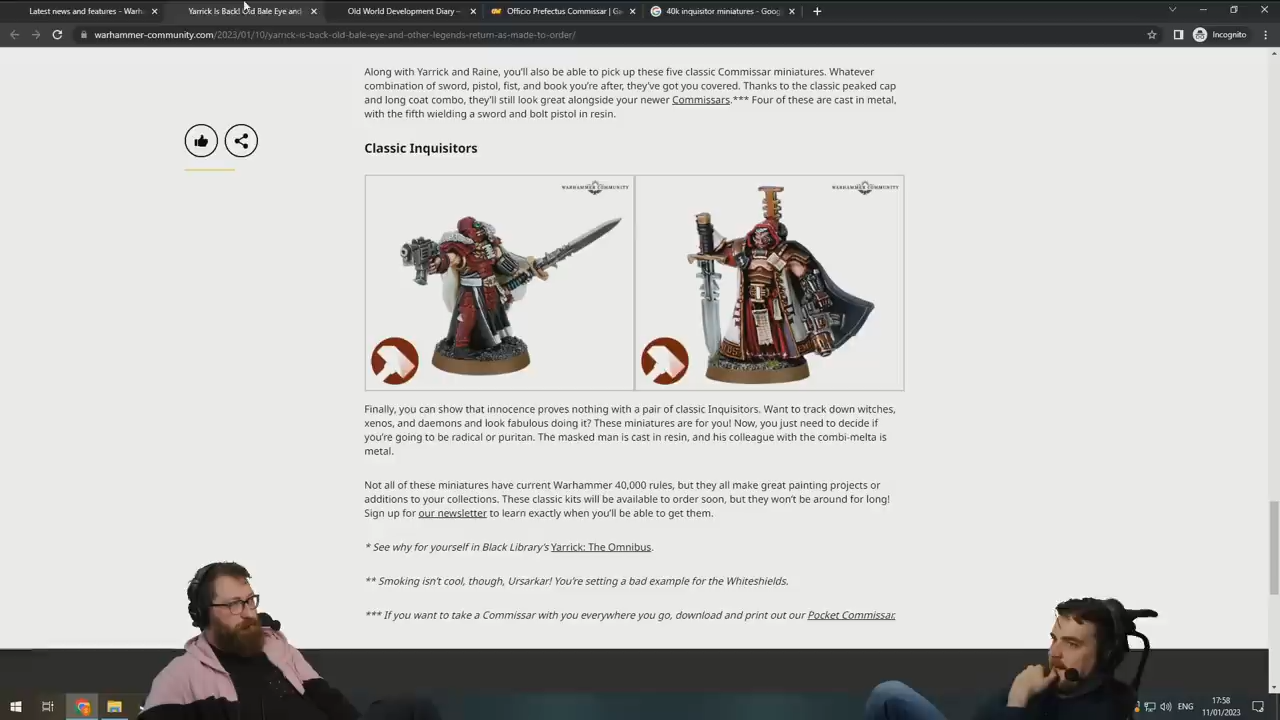 Latest news and features - Warh
Yarrick Is Back! Old Bale Eye and
Old World Development Diary –
Officio Prefectus Commissar | Ga
40k inquisitor miniatures - Goog
Incognito
warhammer-community.com/2023/01/10/yarrick-is-back-old-bale-eye-and-other-legends-return-as-made-to-order/
Along with Yarrick and Raine, you'll also be able to pick up these five classic Commissar miniatures. Whatever
combination of sword, pistol, fist, and book you're after, they've got you covered. Thanks to the classic peaked cap
and long coat combo, they'll still look great alongside your newer Commissars.*** Four of these are cast in metal,
with the fifth wielding a sword and bolt pistol in resin.
Classic Inquisitors
WARHAMMER COMMUNITY
WARHAMMER COMMUNITY
Finally, you can show that innocence proves nothing with a pair of classic Inquisitors. Want to track down witches,
xenos, and daemons and look fabulous doing it? These miniatures are for you! Now, you just need to decide if
you're going to be radical or puritan. The masked man is cast in resin, and his colleague with the combi-melta is
metal.
Not all of these miniatures have current Warhammer 40,000 rules, but they all make great painting projects or
additions to your collections. These classic kits will be available to order soon, but they won't be around for long!
Sign up for our newsletter to learn exactly when you'll be able to get them.
* See why for yourself in Black Library's Yarrick: The Omnibus.
** Smoking isn't cool, though, Ursarkar! You're setting a bad example for the Whiteshields.
*** If you want to take a Commissar with you everywhere you go, download and print out our Pocket Commissar.
ENG
17:58
11/01/2023